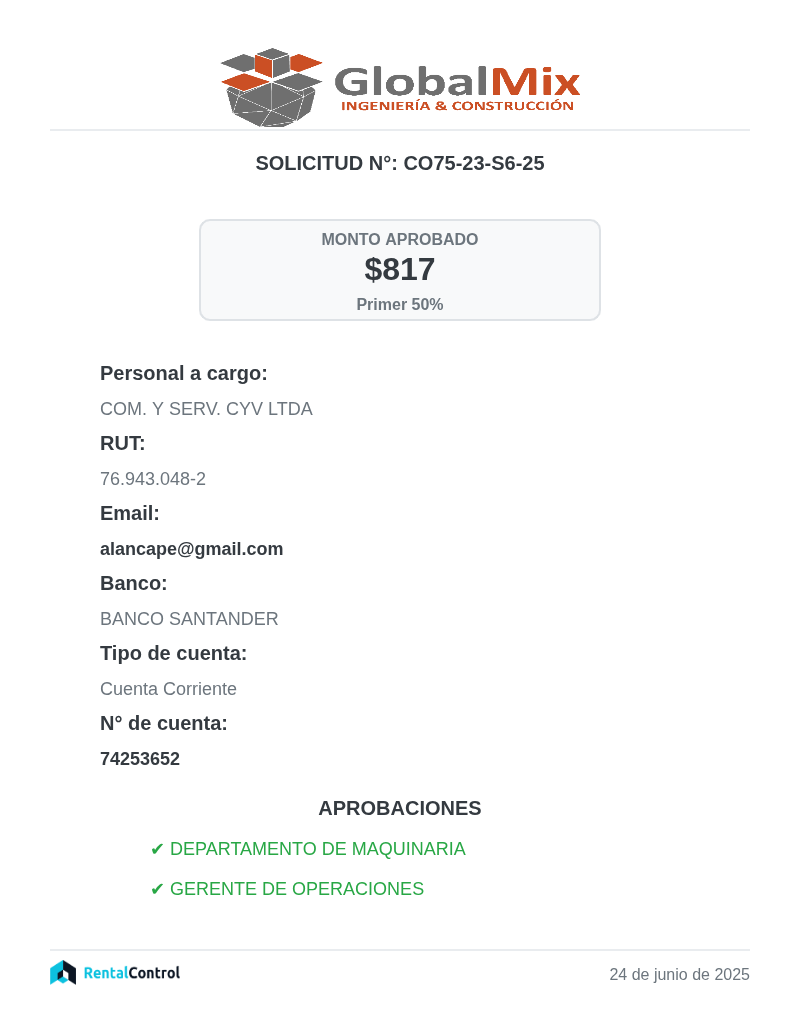 GlobalMix
INGENIERÍA & CONSTRUCCIÓN
SOLICITUD N°: CO75-23-S6-25
MONTO APROBADO
$817
Primer 50%
Personal a cargo:
COM. Y SERV. CYV LTDA
RUT:
76.943.048-2
Email:
alancape@gmail.com
Banco:
BANCO SANTANDER
Tipo de cuenta:
Cuenta Corriente
N° de cuenta:
74253652
APROBACIONES
✔ DEPARTAMENTO DE MAQUINARIA
✔ GERENTE DE OPERACIONES
RentalControl
24 de junio de 2025